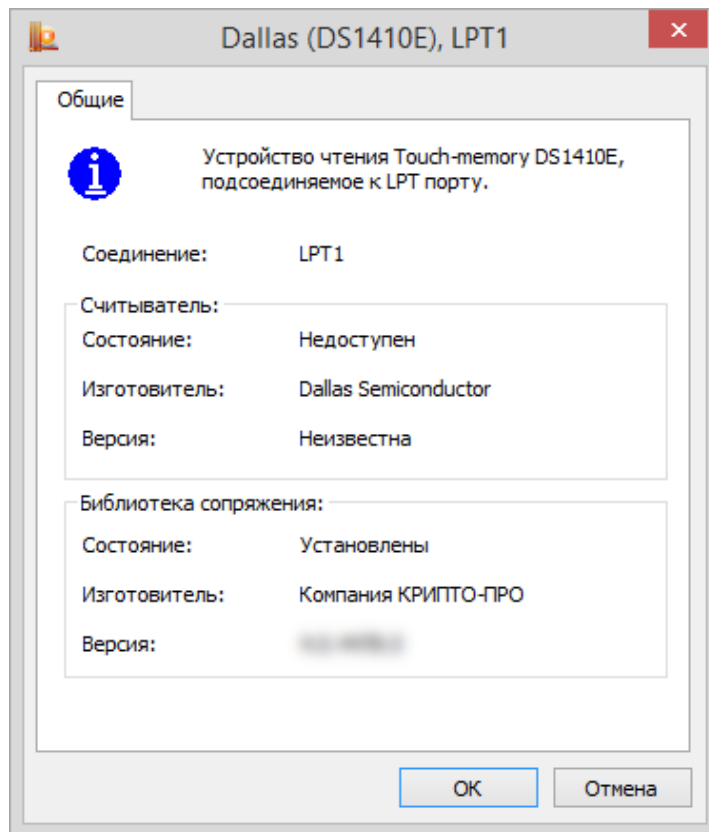 Dallas (DS1410E), LPT1
Общие
Устройство чтения Touch-memory DS1410E,
подсоединяемое к LPT порту.
Соединение: LPT1
Считыватель:
Состояние: Недоступен
Изготовитель: Dallas Semiconductor
Версия: Неизвестна
Библиотека сопряжения:
Состояние: Установлены
Изготовитель: Компания КРИПТО-ПРО
Версия:
OK Отмена